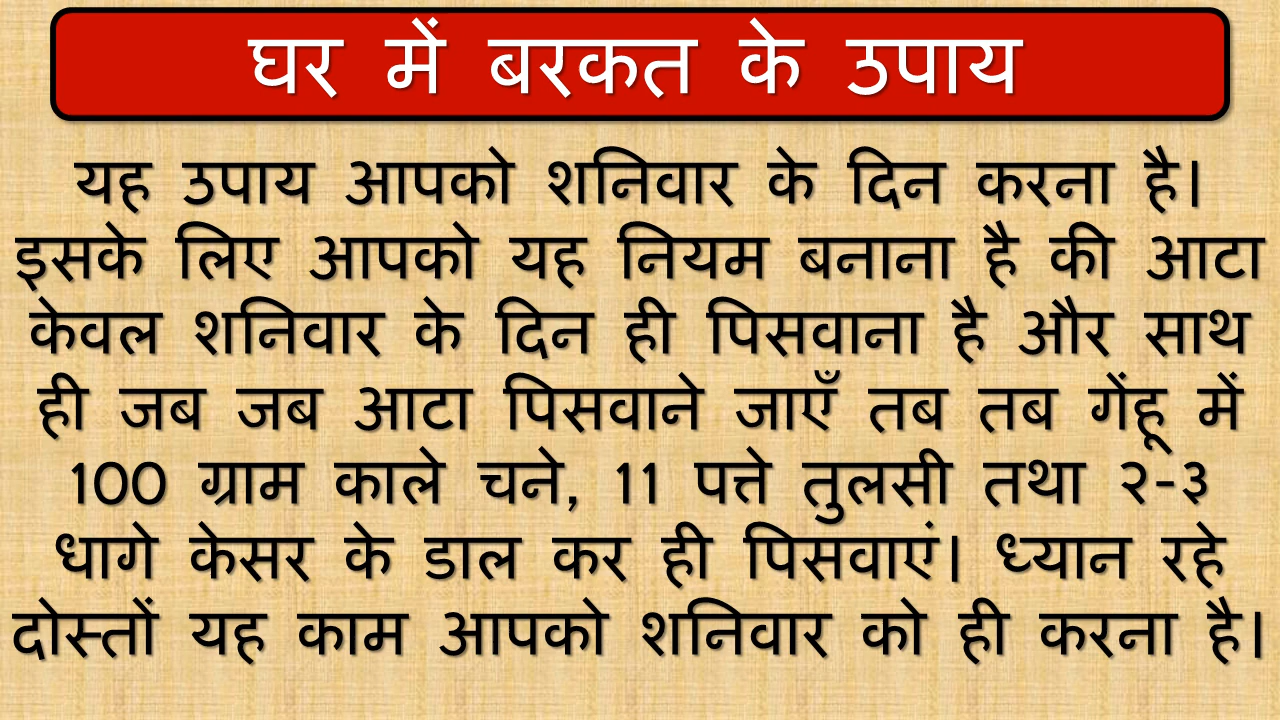 घर में बरकत के उपाय
यह उपाय आपको शनिवार के दिन करना है।
इसके लिए आपको यह नियम बनाना है की आटा
केवल शनिवार के दिन ही पिसवाना है और साथ
ही जब जब आटा पिसवाने जाएँ तब तब गेंहू में
100 ग्राम काले चने, 11 पत्ते तुलसी तथा २-३
धागे केसर के डाल कर ही पिसवाएं। ध्यान रहे
दोस्तों यह काम आपको शनिवार को ही करना है।